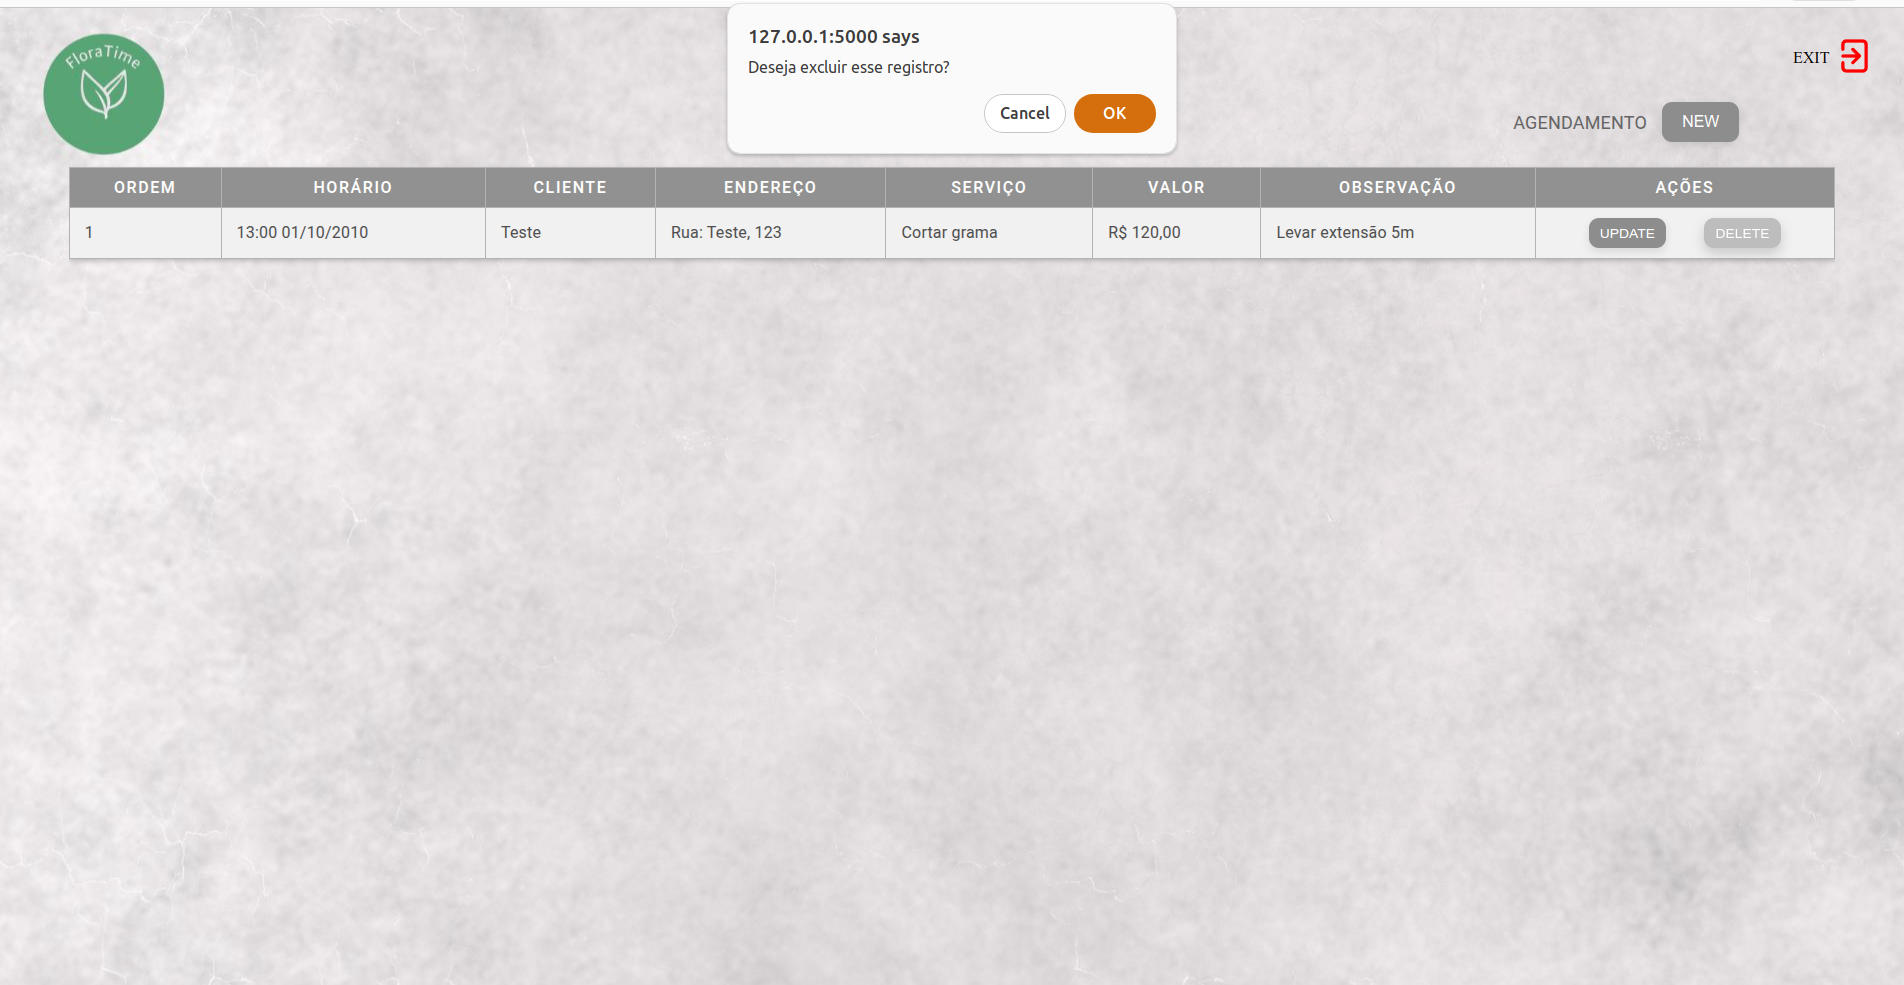 127.0.0.1:5000 says
Deseja excluir esse registro?
Cancel OK
FloraTime
EXIT
AGENDAMENTO NEW
ORDEM HORÁRIO CLIENTE ENDEREÇO SERVIÇO VALOR OBSERVAÇÃO AÇÕES
1 13:00 01/10/2010 Teste Rua: Teste, 123 Cortar grama R$ 120,00 Levar extensão 5m UPDATE DELETE